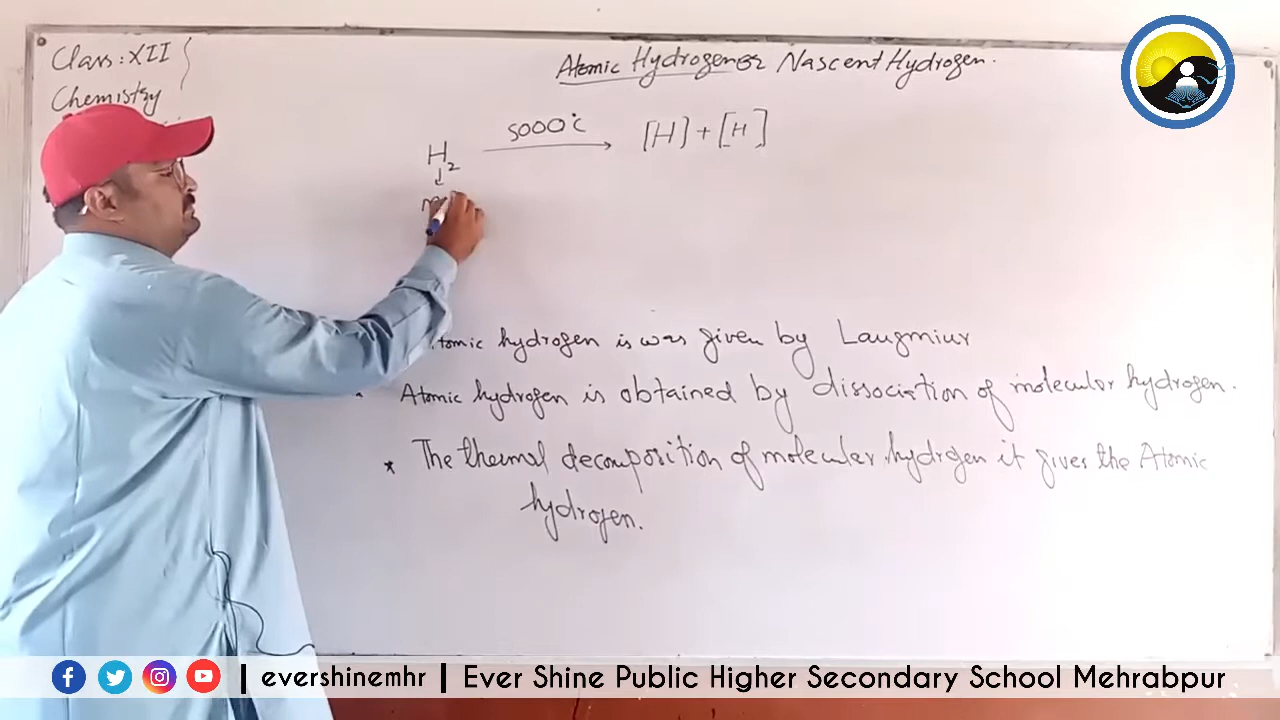 Class: XII
Chemistry
Atomic Hydrogen or Nascent Hydrogen.
H2 5000°C [H] + [H]
tomic hydrogen is was given by Laugmiur
* Atomic hydrogen is obtained by dissociation of molecular hydrogen.
* The thermal decomposition of molecular hydrogen it gives the Atomic
hydrogen.
| evershinemhr | Ever Shine Public Higher Secondary School Mehrabpur